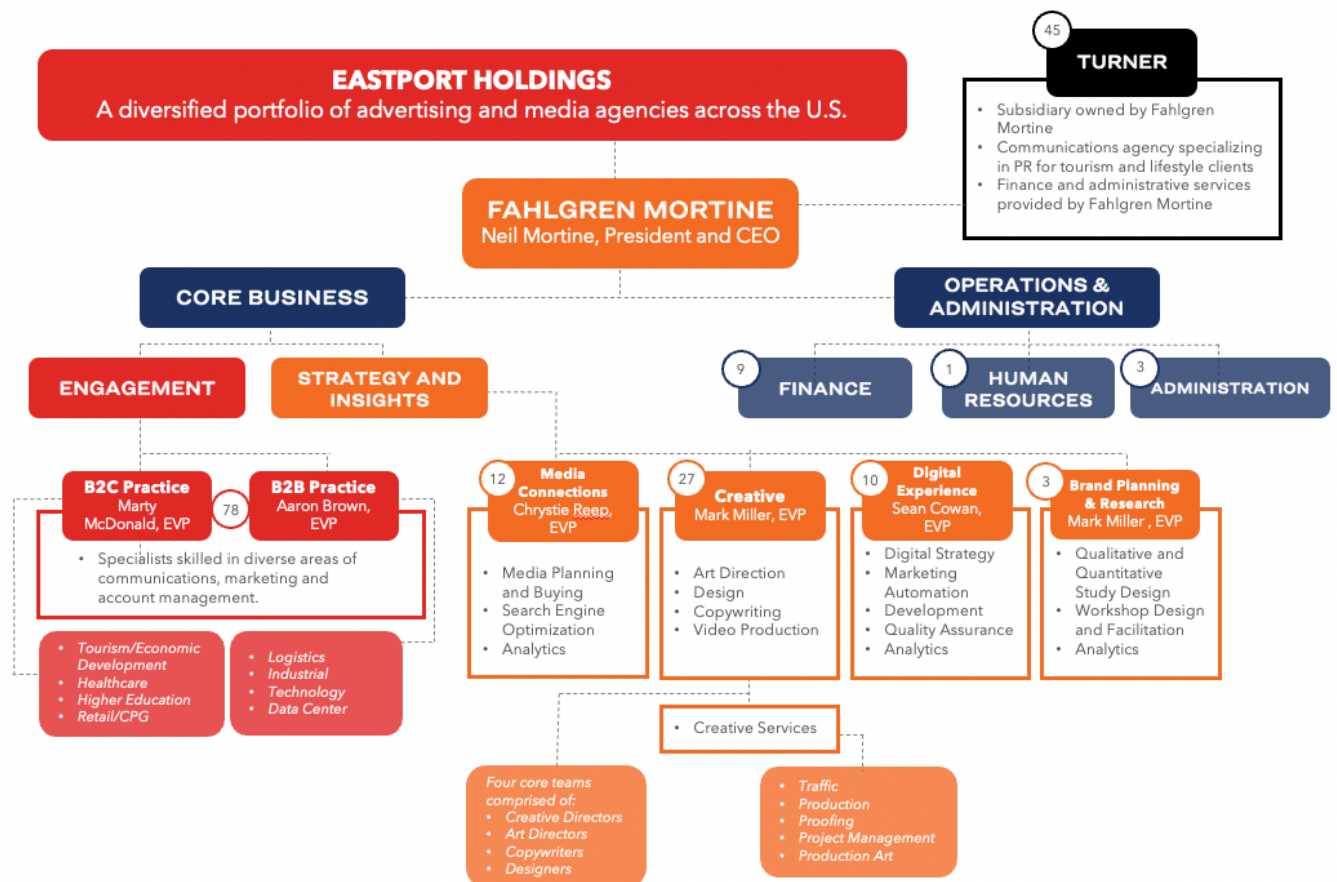 EASTPORT HOLDINGS
A diversified portfolio of advertising and media agencies across the U.S.
45
TURNER
• Subsidiary owned by Fahlgren
Mortine
• Communications agency specializing
in PR for tourism and lifestyle clients
• Finance and administrative services
provided by Fahlgren Mortine
FAHLGREN MORTINE
Neil Mortine, President and CEO
CORE BUSINESS
OPERATIONS &
ADMINISTRATION
ENGAGEMENT
STRATEGY AND
INSIGHTS
9
FINANCE
1
HUMAN
RESOURCES
3
ADMINISTRATION
B2C Practice
Marty
McDonald, EVP
78
B2B Practice
Aaron Brown,
EVP
• Specialists skilled in diverse areas of
communications, marketing and
account management.
• Tourism/Economic
Development
• Healthcare
• Higher Education
• Retail/CPG
• Logistics
• Industrial
• Technology
• Data Center
12
Media
Connections
Chrystie Reep,
EVP
• Media Planning
and Buying
• Search Engine
Optimization
• Analytics
27
Creative
Mark Miller, EVP
• Art Direction
• Design
• Copywriting
• Video Production
10
Digital
Experience
Sean Cowan,
EVP
• Digital Strategy
• Marketing
Automation
• Development
• Quality Assurance
• Analytics
3
Brand Planning
& Research
Mark Miller , EVP
• Qualitative and
Quantitative
Study Design
• Workshop Design
and Facilitation
• Analytics
• Creative Services
Four core teams
comprised of:
• Creative Directors
• Art Directors
• Copywriters
• Designers
• Traffic
• Production
• Proofing
• Project Management
• Production Art